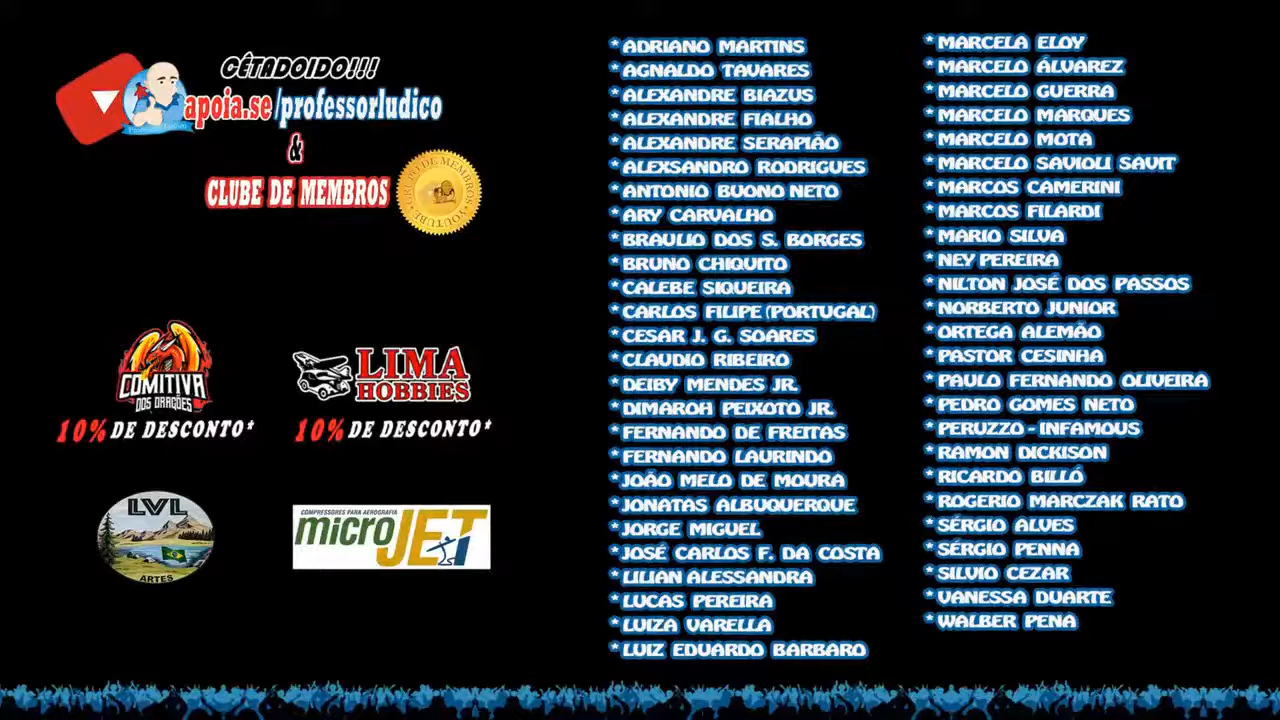 CÊTADOIDO!!!
apoia.se/professorludico
&
CLUBE DE MEMBROS
GRUPO DE MEMBROS YOUTUBE
COMITIVA
DOS DRAGÕES
10% DE DESCONTO*
LIMA
HOBBIES
10% DE DESCONTO*
LVL
ARTES
COMPRESSORES PARA AEROGRAFIA
microJET
* ADRIANO MARTINS
* AGNALDO TAVARES
* ALEXANDRE BIAZUS
* ALEXANDRE FIALHO
* ALEXANDRE SERAPIÃO
* ALEXSANDRO RODRIGUES
* ANTONIO BUONO NETO
* ARY CARVALHO
* BRAULIO DOS S. BORGES
* BRUNO CHIQUITO
* CALEBE SIQUEIRA
* CARLOS FILIPE (PORTUGAL)
* CESAR J. G. SOARES
* CLAUDIO RIBEIRO
* DEIBY MENDES JR.
* DIMAROH PEIXOTO JR.
* FERNANDO DE FREITAS
* FERNANDO LAURINDO
* JOÃO MELO DE MOURA
* JONATAS ALBUQUERQUE
* JORGE MIGUEL
* JOSÉ CARLOS F. DA COSTA
* LILIAN ALESSANDRA
* LUCAS PEREIRA
* LUIZA VARELLA
* LUIZ EDUARDO BARBARO
* MARCELA ELOY
* MARCELO ÁLVAREZ
* MARCELO GUERRA
* MARCELO MARQUES
* MARCELO MOTA
* MARCELO SAVIOLI SAVIT
* MARCOS CAMERINI
* MARCOS FILARDI
* MARIO SILVA
* NEY PEREIRA
* NILTON JOSÉ DOS PASSOS
* NORBERTO JUNIOR
* ORTEGA ALEMÃO
* PASTOR CESINHA
* PAULO FERNANDO OLIVEIRA
* PEDRO GOMES NETO
* PERUZZO - INFAMOUS
* RAMON DICKISON
* RICARDO BILLÓ
* ROGERIO MARCZAK RATO
* SÉRGIO ALVES
* SÉRGIO PENNA
* SILVIO CEZAR
* VANESSA DUARTE
* WALBER PENA